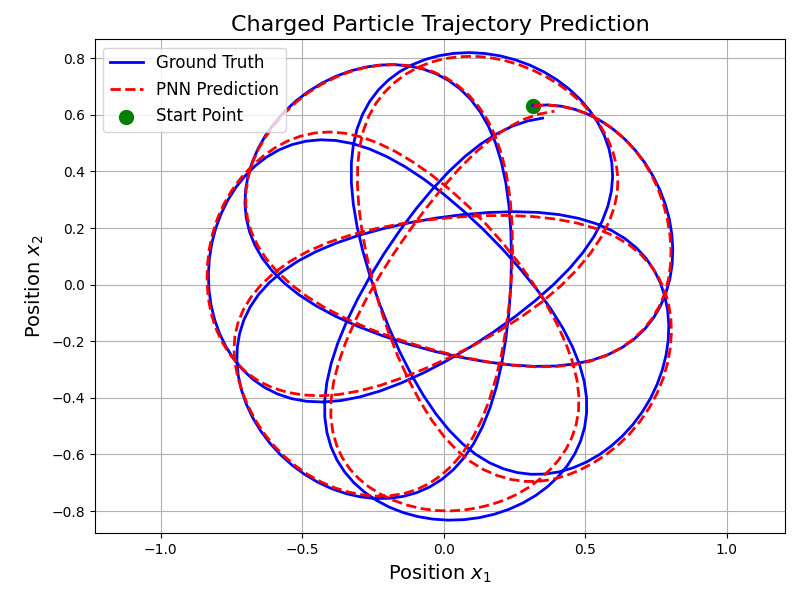 Charged Particle Trajectory Prediction
Ground Truth
PNN Prediction
Start Point
Position x₂
0.8
0.6
0.4
0.2
0.0
−0.2
−0.4
−0.6
−0.8
−1.0
−0.5
0.0
0.5
1.0
Position x₁